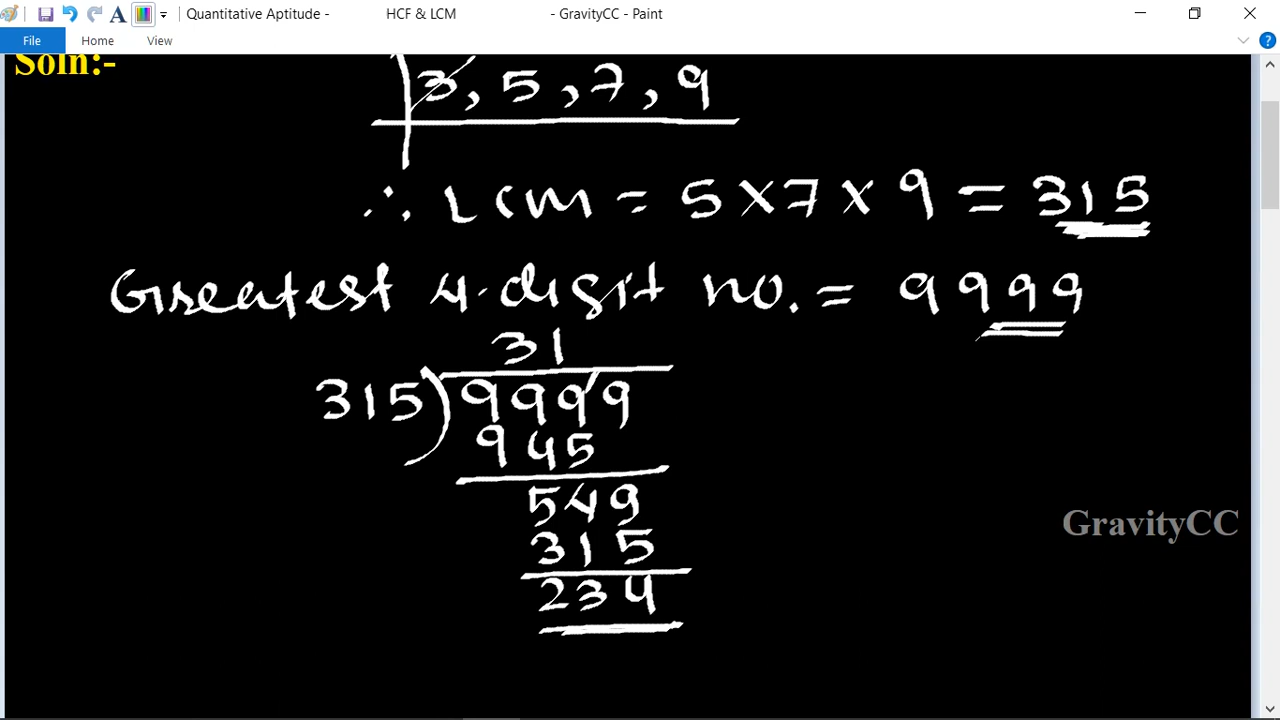 Quantitative Aptitude - HCF & LCM - GravityCC - Paint
File Home View
Soln:-
3, 5, 7, 9
∴ LCM = 5 × 7 × 9 = 315
Greatest 4-digit no. = 9999
31
315) 9999
945
549
315
234
GravityCC